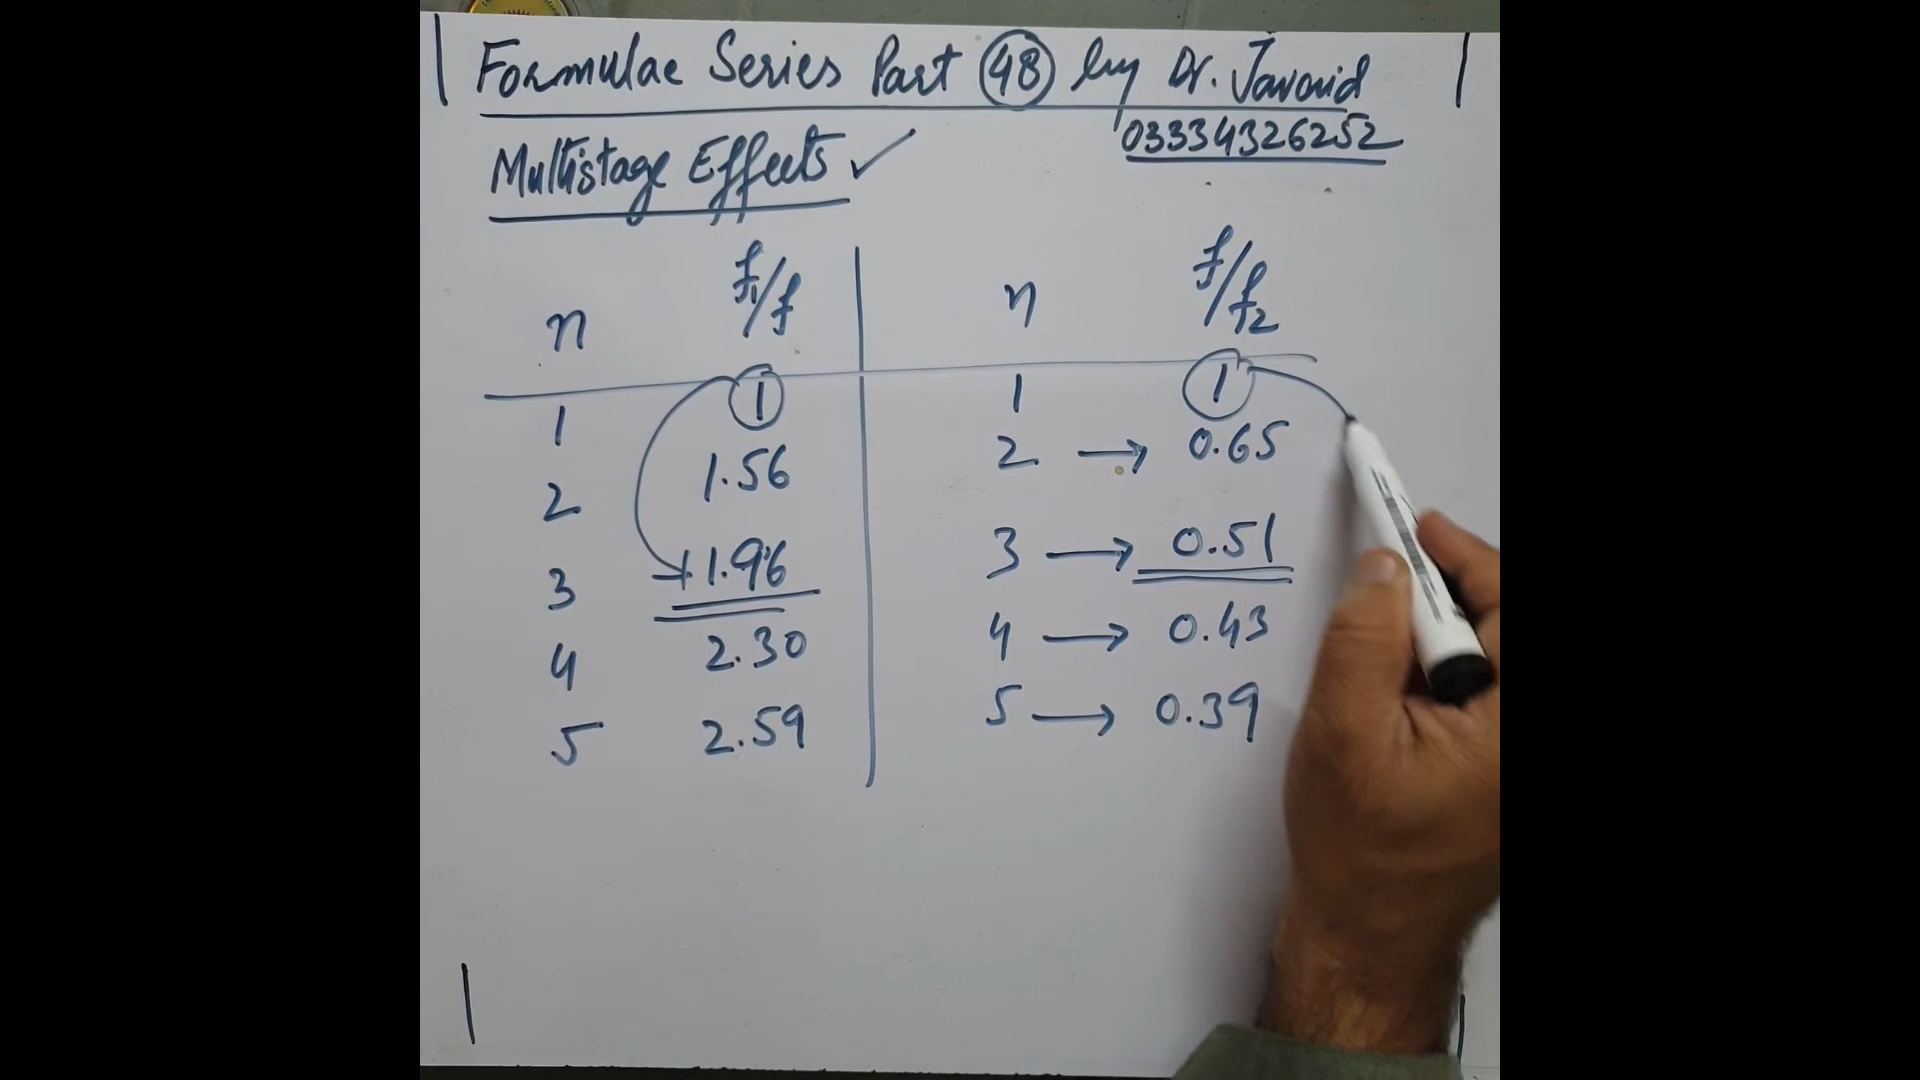 Formulae Series Part 48 by Dr. Javaid
03334326252
Multistage Effects ✓
n f1/f n f/f2
1 1 1 1
2 1.56 2 → 0.65
3 1.96 3 → 0.51
4 2.30 4 → 0.43
5 2.59 5 → 0.39